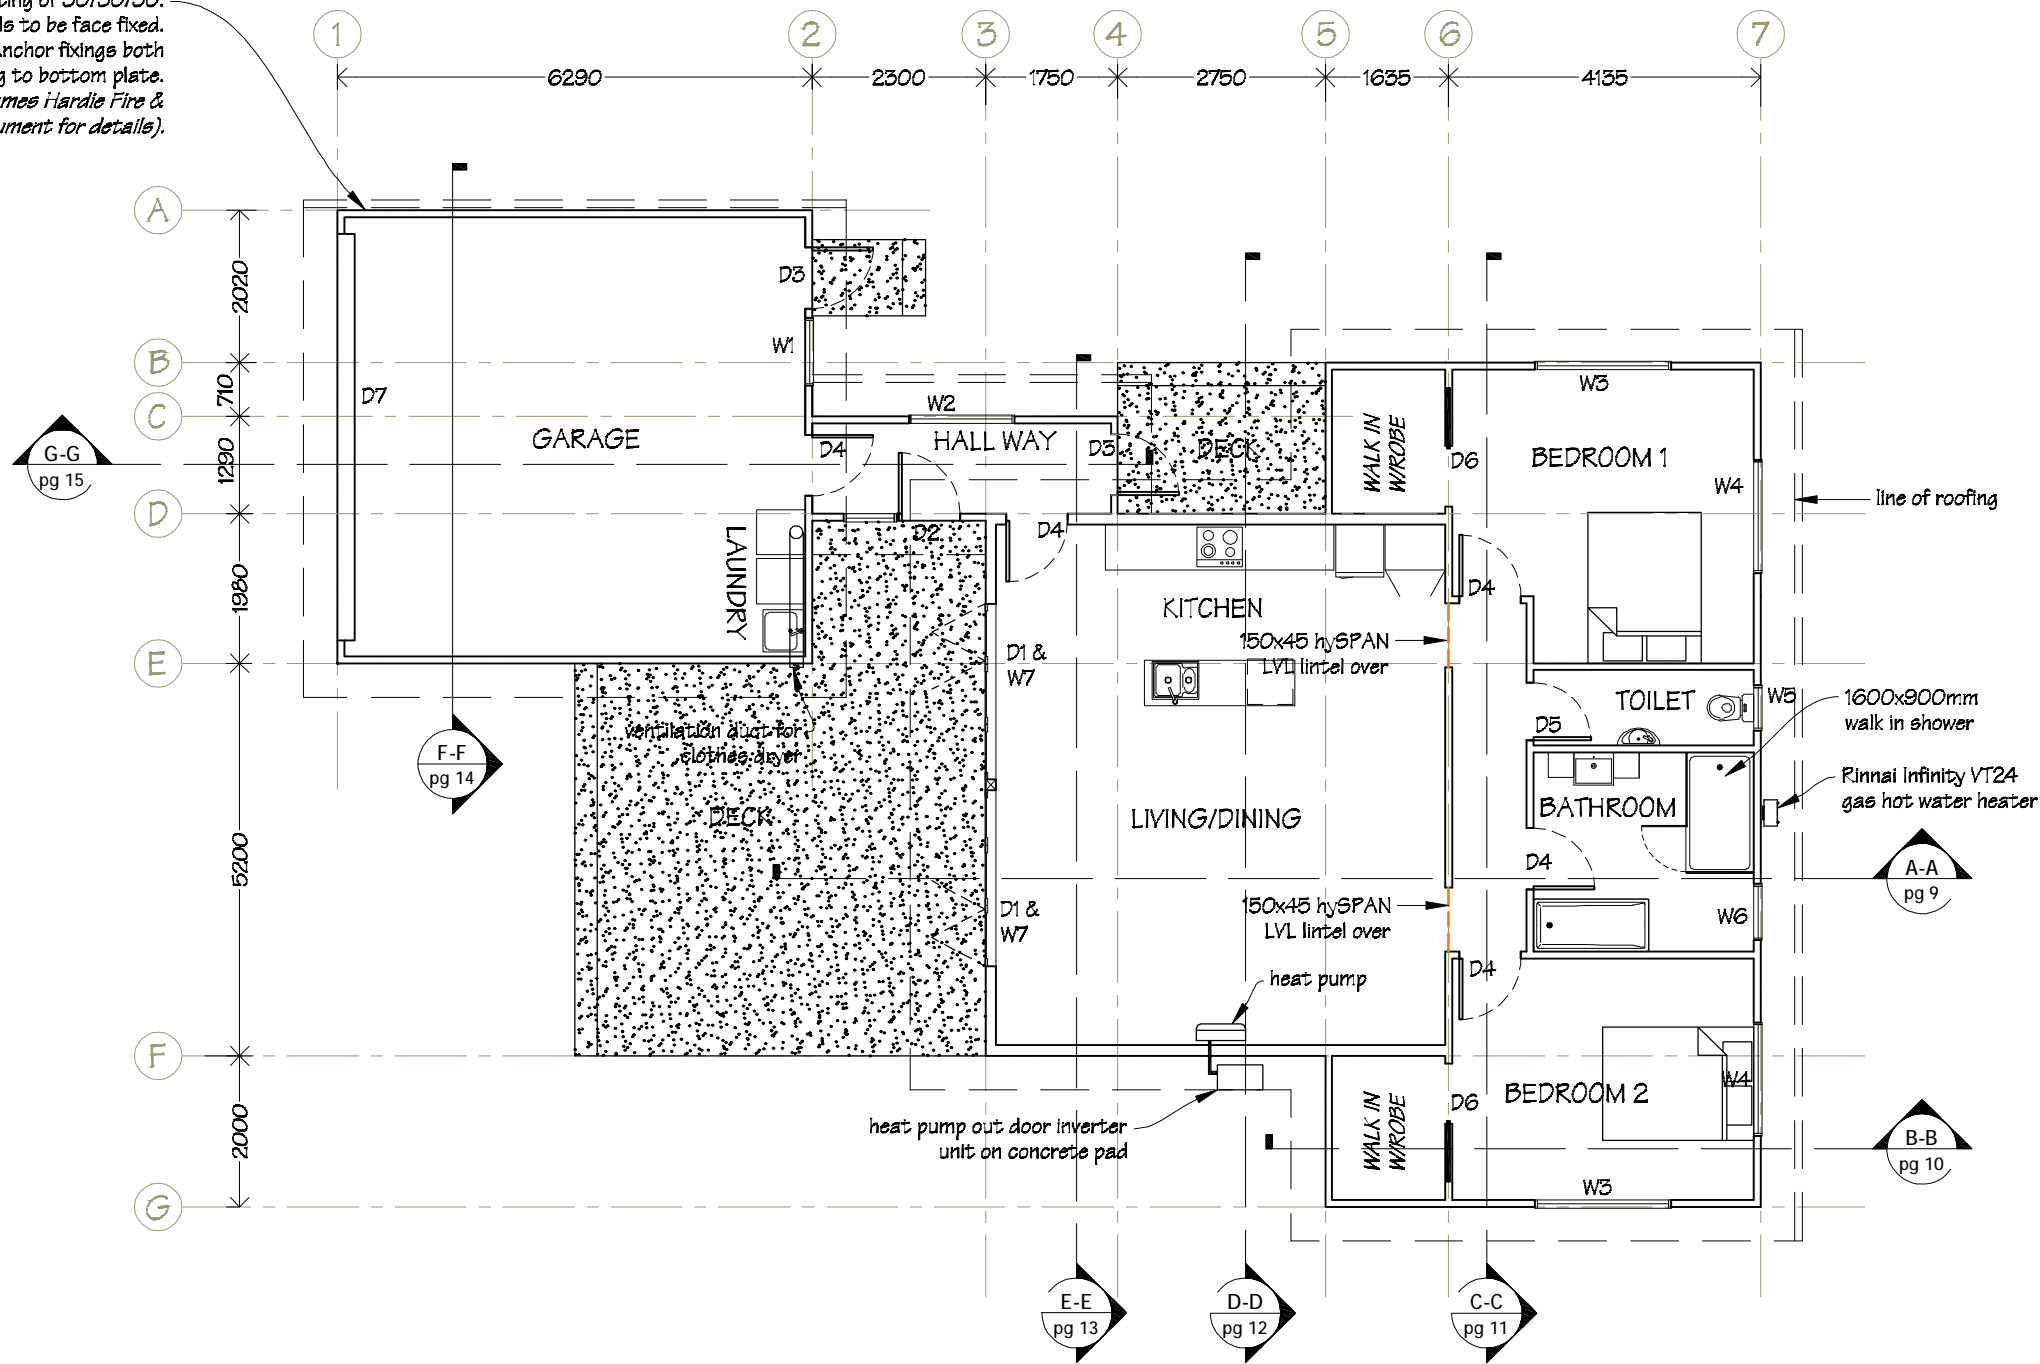 to be face fixed.
Anchor fixings both
to bottom plate.
James Hardie Fire &
document for details).
1
2
3
4
5
6
7
6290
2300
1750
2750
1635
4135
A
B
C
D
E
F
G
2020
710
1290
1980
5200
2000
G-G
pg 15
D7
GARAGE
D3
W1
W2
HALL WAY
D4
D3
DECK
D2
D4
LAUNDRY
WALK IN
W/ROBE
D6
W3
BEDROOM 1
W4
line of roofing
KITCHEN
D4
150x45 hySPAN
LVL lintel over
D1 &
W7
TOILET
W5
D5
1600x900mm
walk in shower
Rinnai Infinity VT24
gas hot water heater
ventilation duct for
clothes dryer
F-F
pg 14
DECK
LIVING/DINING
BATHROOM
D4
A-A
pg 9
W6
D1 &
W7
150x45 hySPAN
LVL lintel over
D4
heat pump
heat pump out door inverter
unit on concrete pad
WALK IN
W/ROBE
D6
BEDROOM 2
W4
W3
B-B
pg 10
E-E
pg 13
D-D
pg 12
C-C
pg 11